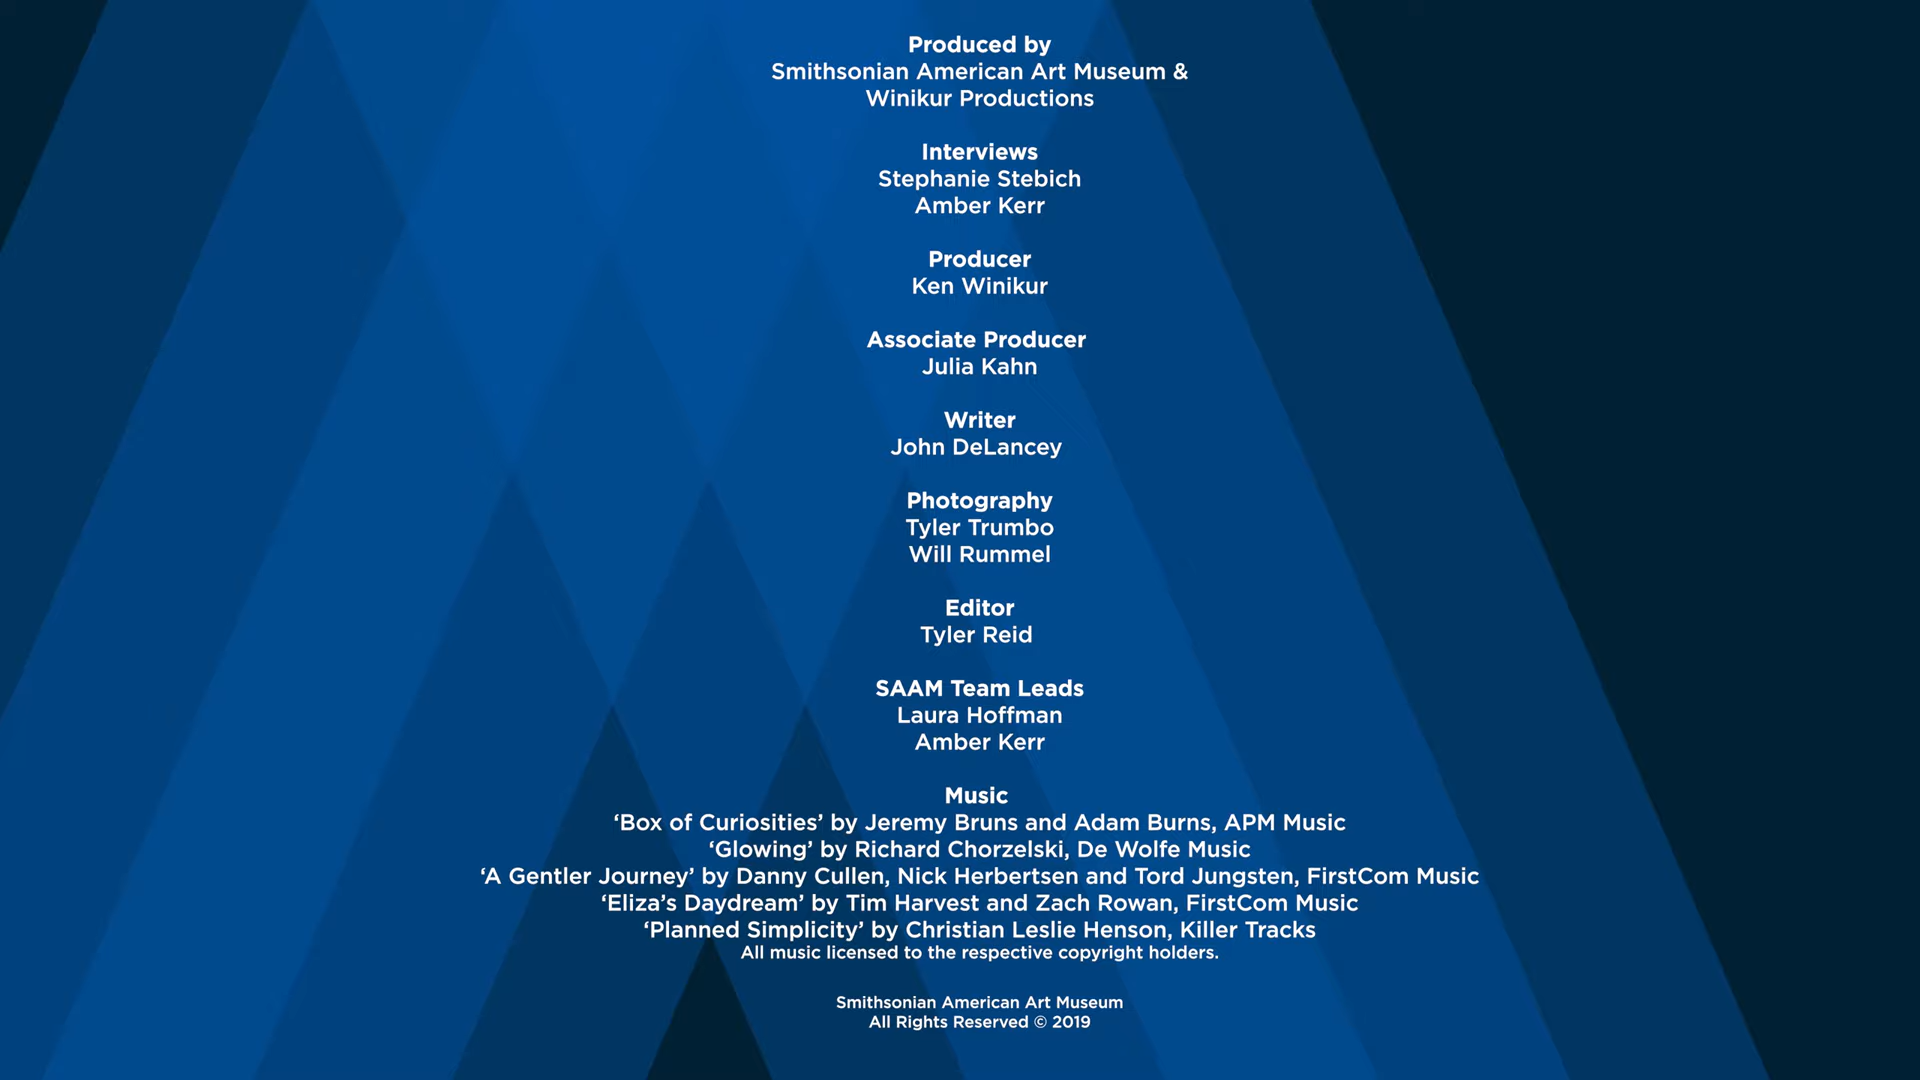 Produced by
Smithsonian American Art Museum &
Winikur Productions
Interviews
Stephanie Stebich
Amber Kerr
Producer
Ken Winikur
Associate Producer
Julia Kahn
Writer
John DeLancey
Photography
Tyler Trumbo
Will Rummel
Editor
Tyler Reid
SAAM Team Leads
Laura Hoffman
Amber Kerr
Music
‘Box of Curiosities’ by Jeremy Bruns and Adam Burns, APM Music
‘Glowing’ by Richard Chorzelski, De Wolfe Music
‘A Gentler Journey’ by Danny Cullen, Nick Herbertsen and Tord Jungsten, FirstCom Music
‘Eliza’s Daydream’ by Tim Harvest and Zach Rowan, FirstCom Music
‘Planned Simplicity’ by Christian Leslie Henson, Killer Tracks
All music licensed to the respective copyright holders.
Smithsonian American Art Museum
All Rights Reserved © 2019